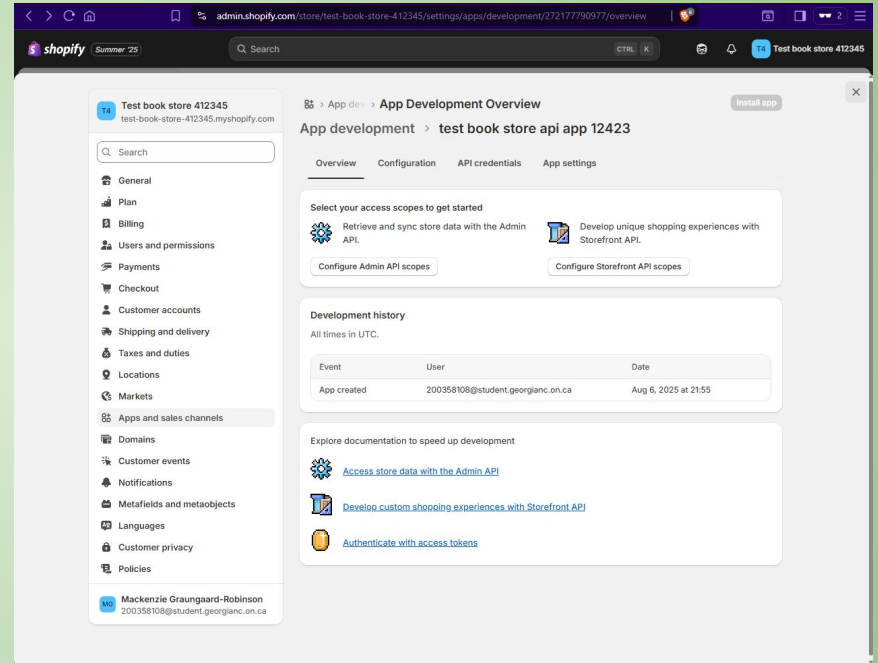 admin.shopify.com/store/test-book-store-412345/settings/apps/development/272177790977/overview
2
shopify Summer '25
Search
CTRL K
T4 Test book store 412345
T4 Test book store 412345
test-book-store-412345.myshopify.com
Search
General
Plan
Billing
Users and permissions
Payments
Checkout
Customer accounts
Shipping and delivery
Taxes and duties
Locations
Markets
Apps and sales channels
Domains
Customer events
Notifications
Metafields and metaobjects
Languages
Customer privacy
Policies
MG Mackenzie Graungaard-Robinson
200358108@student.georgianc.on.ca
App dev App Development Overview
Install app
App development test book store api app 12423
Overview Configuration API credentials App settings
Select your access scopes to get started
Retrieve and sync store data with the Admin
API.
Configure Admin API scopes
Develop unique shopping experiences with
Storefront API.
Configure Storefront API scopes
Development history
All times in UTC.
Event User Date
App created 200358108@student.georgianc.on.ca Aug 6, 2025 at 21:55
Explore documentation to speed up development
Access store data with the Admin API
Develop custom shopping experiences with Storefront API
Authenticate with access tokens